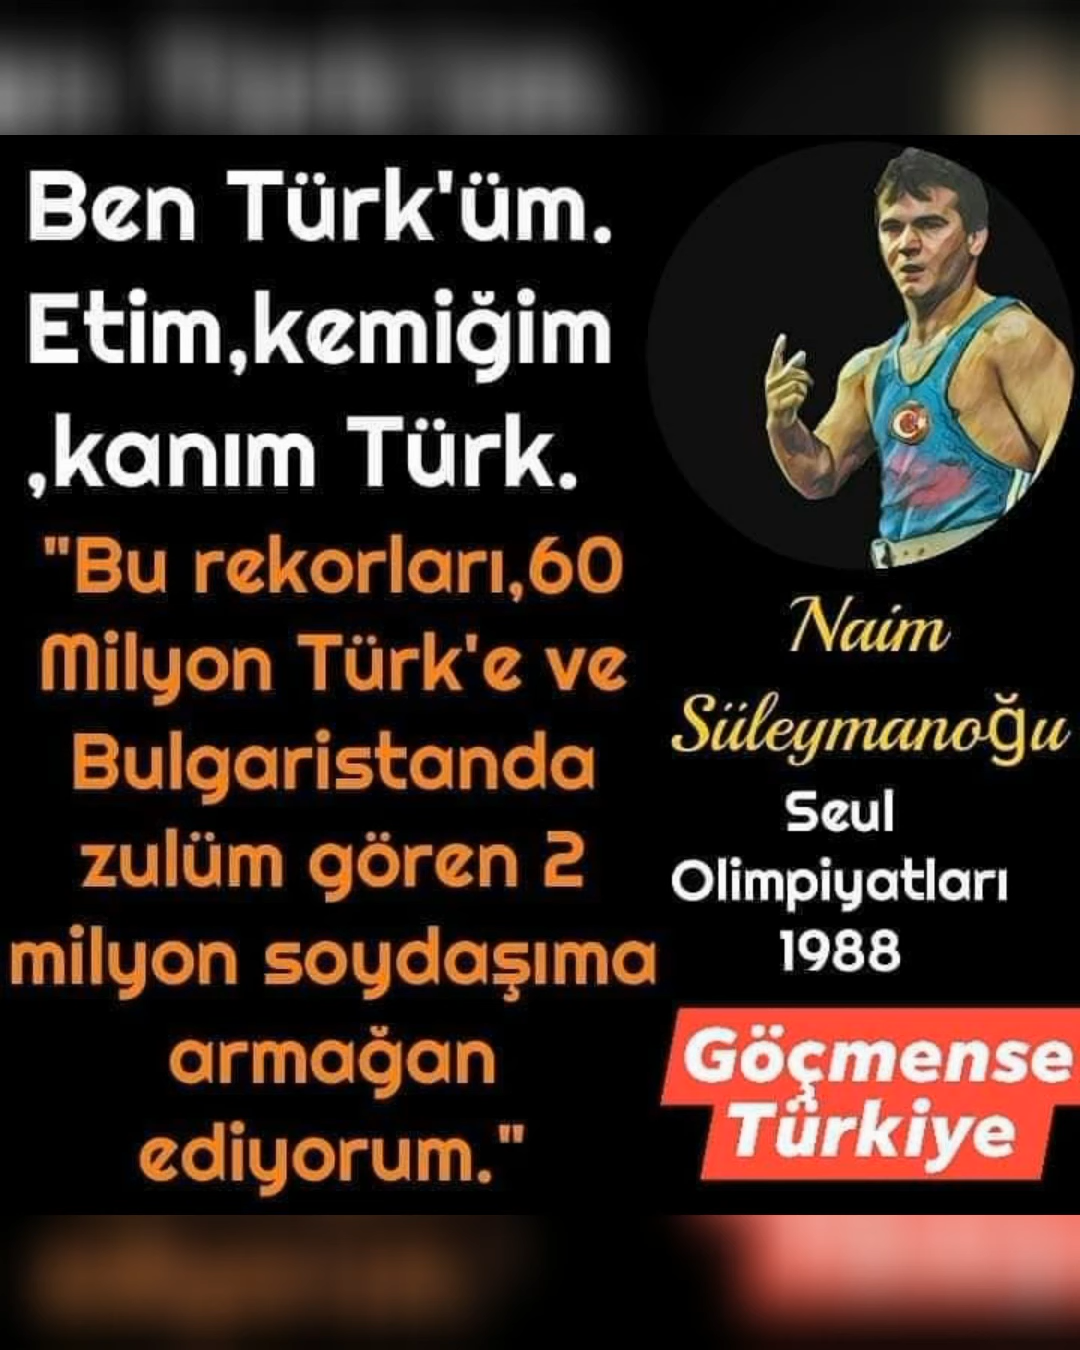 Ben Türk'üm.
Etim,kemiğim
,kanım Türk.
"Bu rekorları,60
Milyon Türk'e ve
Bulgaristanda
zulüm gören 2
milyon soydaşıma
armağan
ediyorum."
Naim
Süleymanoğu
Seul
Olimpiyatları
1988
Göçmense
Türkiye